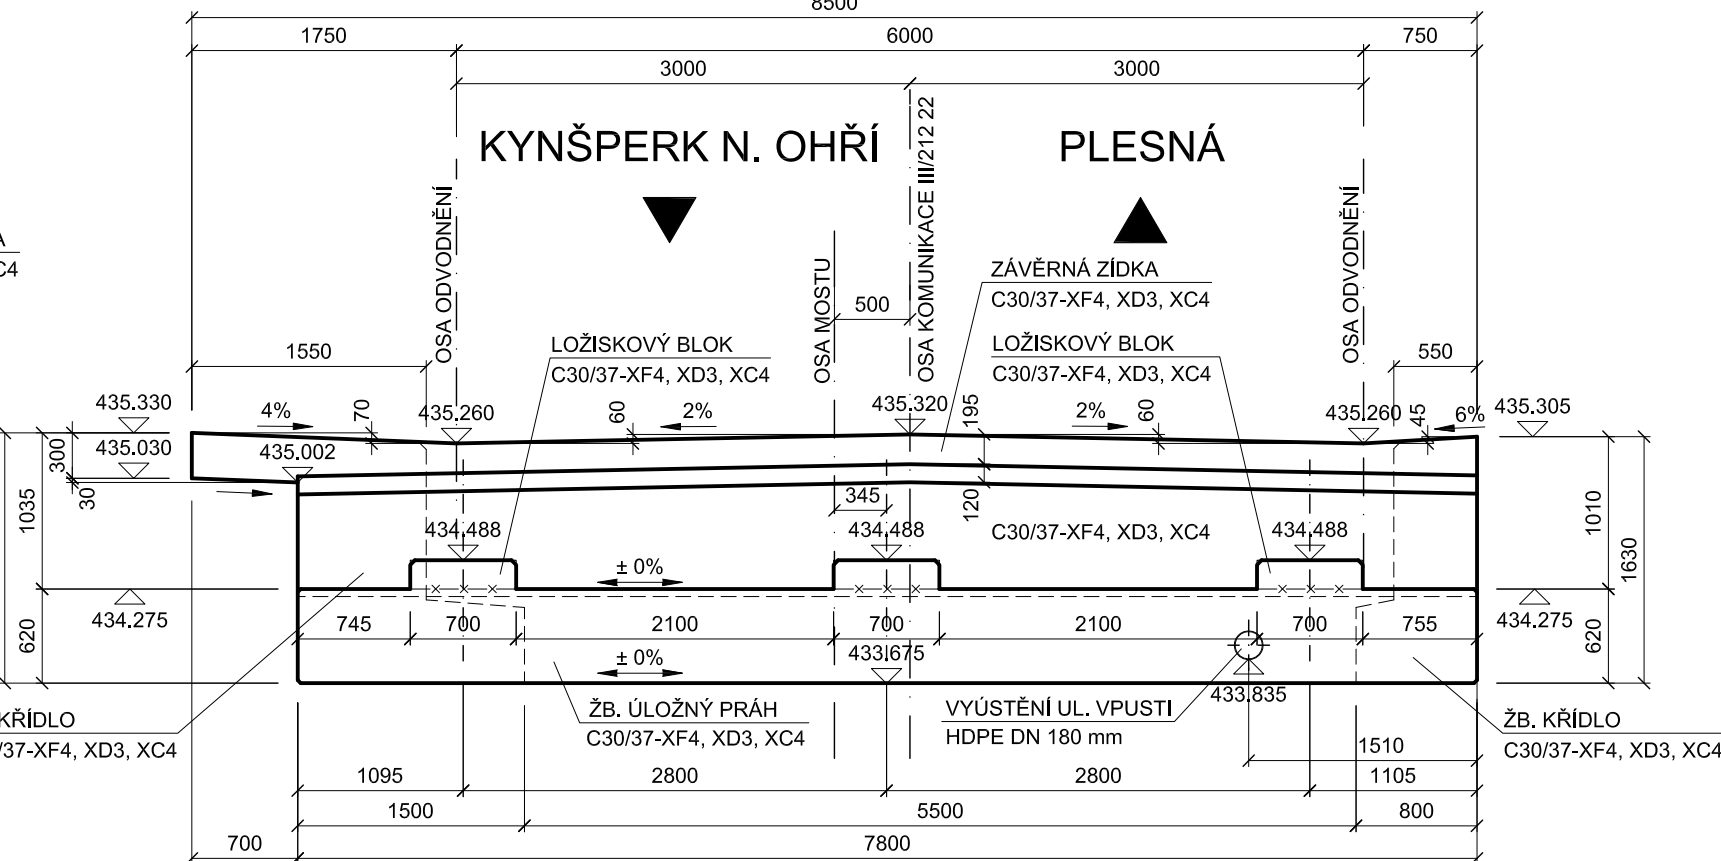 8500
1750
6000
750
3000
3000
KYNŠPERK N. OHŘÍ
PLESNÁ
OSA ODVODNĚNÍ
OSA MOSTU
OSA KOMUNIKACE III/212 22
OSA ODVODNĚNÍ
A
C4
ZÁVĚRNÁ ZÍDKA
C30/37-XF4, XD3, XC4
500
LOŽISKOVÝ BLOK
C30/37-XF4, XD3, XC4
LOŽISKOVÝ BLOK
C30/37-XF4, XD3, XC4
1550
550
435.330
4%
70
435.260
60
2%
435.320
195
2%
60
435.260
45
6%
435.305
300
435.030
435.002
30
1035
345
120
434.488
434.488
C30/37-XF4, XD3, XC4
434.488
1010
1630
± 0%
434.275
434.275
620
745
700
2100
700
2100
700
755
620
± 0%
433.675
433.835
KŘÍDLO
/37-XF4, XD3, XC4
ŽB. ÚLOŽNÝ PRÁH
C30/37-XF4, XD3, XC4
VYÚSTĚNÍ UL. VPUSTI
HDPE DN 180 mm
ŽB. KŘÍDLO
C30/37-XF4, XD3, XC4
1510
1095
2800
2800
1105
1500
5500
800
700
7800